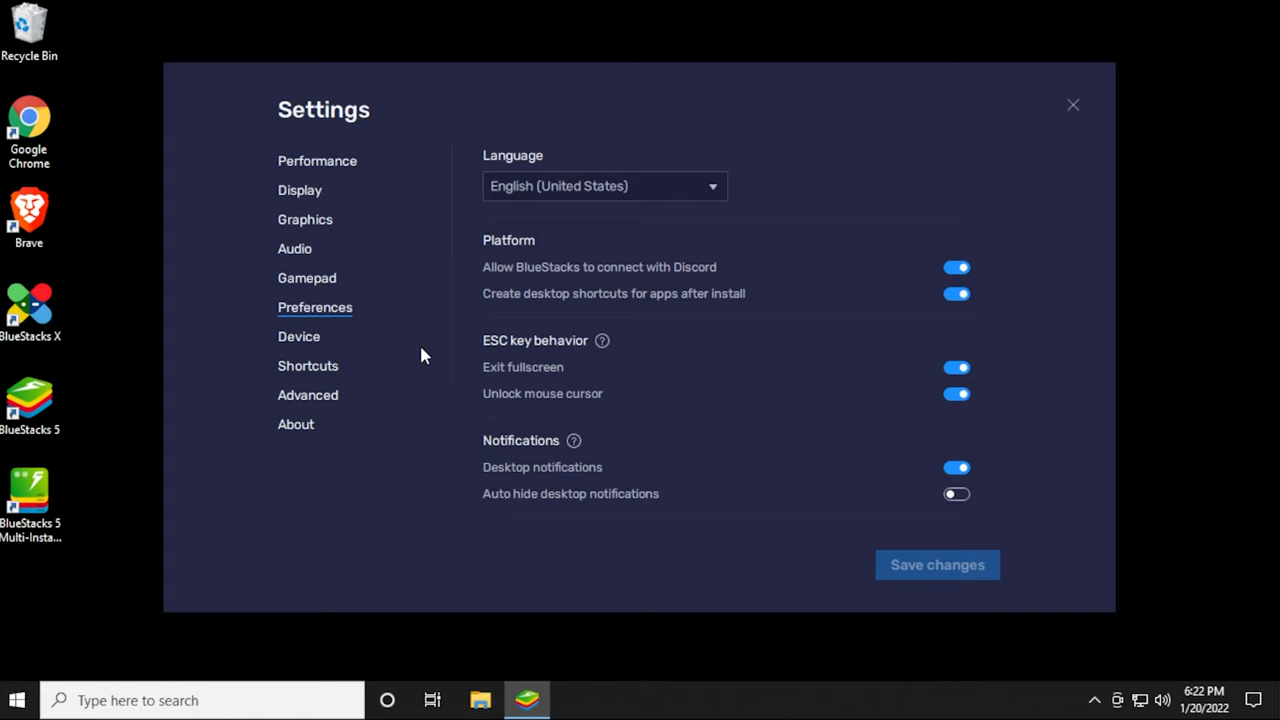 Recycle Bin
Google
Chrome
Brave
BlueStacks X
BlueStacks 5
BlueStacks 5
Multi-Insta...
Settings
Performance
Display
Graphics
Audio
Gamepad
Preferences
Device
Shortcuts
Advanced
About
Language
English (United States)
Platform
Allow BlueStacks to connect with Discord
Create desktop shortcuts for apps after install
ESC key behavior ?
Exit fullscreen
Unlock mouse cursor
Notifications ?
Desktop notifications
Auto hide desktop notifications
Save changes
Type here to search
6:22 PM
1/20/2022